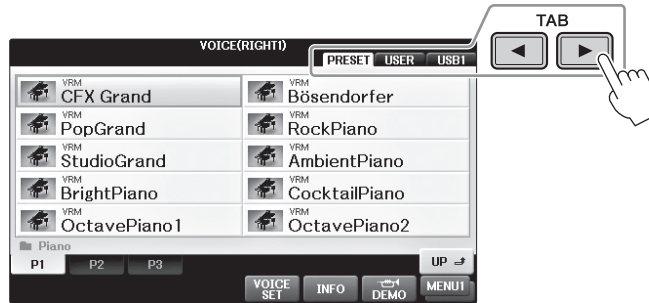 TAB
VOICE(RIGHT1)
PRESET USER USB1
VRM
CFX Grand
VRM
Bösendorfer
VRM
PopGrand
VRM
RockPiano
VRM
StudioGrand
VRM
AmbientPiano
VRM
BrightPiano
VRM
CocktailPiano
VRM
OctavePiano1
VRM
OctavePiano2
Piano
P1 P2 P3 UP
VOICE SET INFO DEMO MENU1